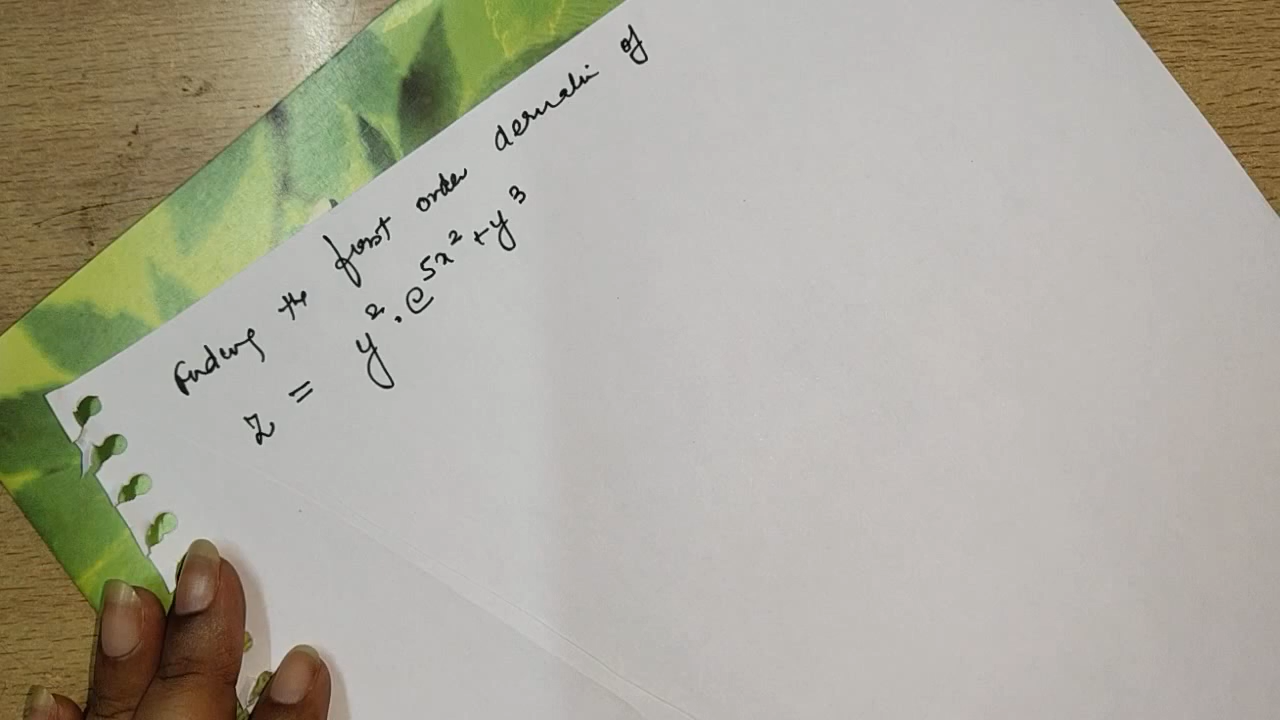 Finding the first order derivative of
z = y². e^{5x² + y³}